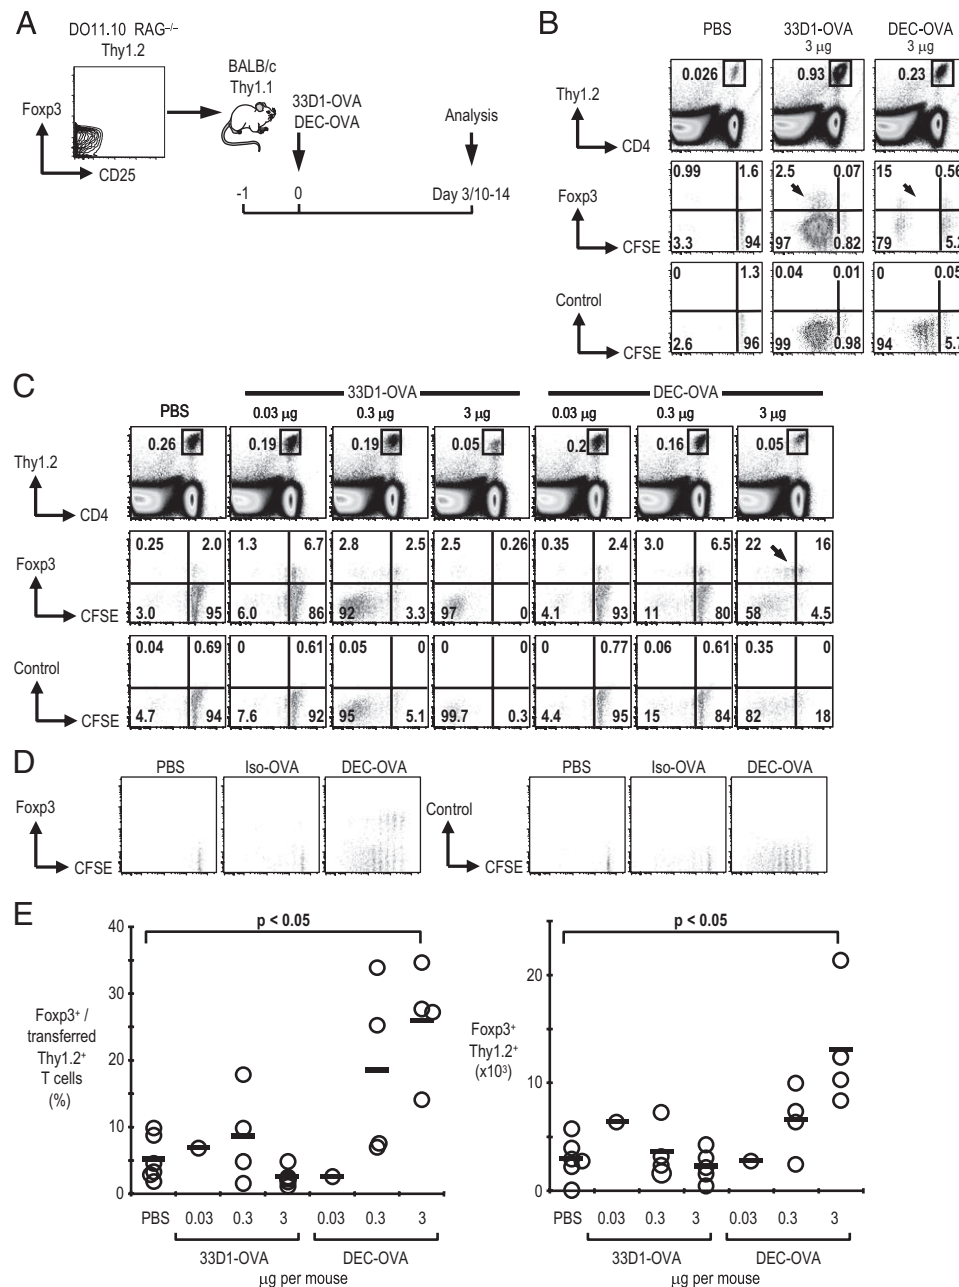 A
DO11.10 RAG–/–
Thy1.2
Foxp3
CD25
BALB/c
Thy1.1
33D1-OVA
DEC-OVA
Analysis
-1
0
Day 3/10-14
B
PBS
33D1-OVA
3 µg
DEC-OVA
3 µg
Thy1.2
CD4
0.026
0.93
0.23
Foxp3
CFSE
0.99 1.6 2.5 0.07 15 0.56
3.3 94 97 0.82 79
Control
CFSE
0 1.3 0.04 0.01 0 0.05
2.6 96 99 0.98 94
C
33D1-OVA DEC-OVA
PBS 0.03 µg 0.3 µg 3 µg 0.03 µg 0.3 µg 3 µg
Thy1.2
CD4
0.26 0.19 0.19 0.05 0.2 0.16 0.05
Foxp3
CFSE
0.25 2.0 1.3 6.7 2.8 2.5 2.5 0.26 0.35 2.4 3.0 6.5 22 16
3.0 95 6.0 86 92 3.3 97 0 4.1 93 11 80 58 4.5
Control
CFSE
0.04 0.69 0 0.61 0.05 0 0 0 0 0.77 0.06 0.61 0.35 0
4.7 94 7.6 92 95 5.1 99.7 0.3 4.4 95 15 84 82 18
D
PBS Iso-OVA DEC-OVA
Foxp3
CFSE
PBS Iso-OVA DEC-OVA
Control
CFSE
E
p < 0.05
Foxp3+ /
transferred
Thy1.2+
T cells
(%)
40
30
20
10
0
PBS 0.03 0.3 3 0.03 0.3 3
33D1-OVA DEC-OVA
µg per mouse
p < 0.05
Foxp3+
Thy1.2+
(x10³)
20
10
0
PBS 0.03 0.3 3 0.03 0.3 3
33D1-OVA DEC-OVA
µg per mouse